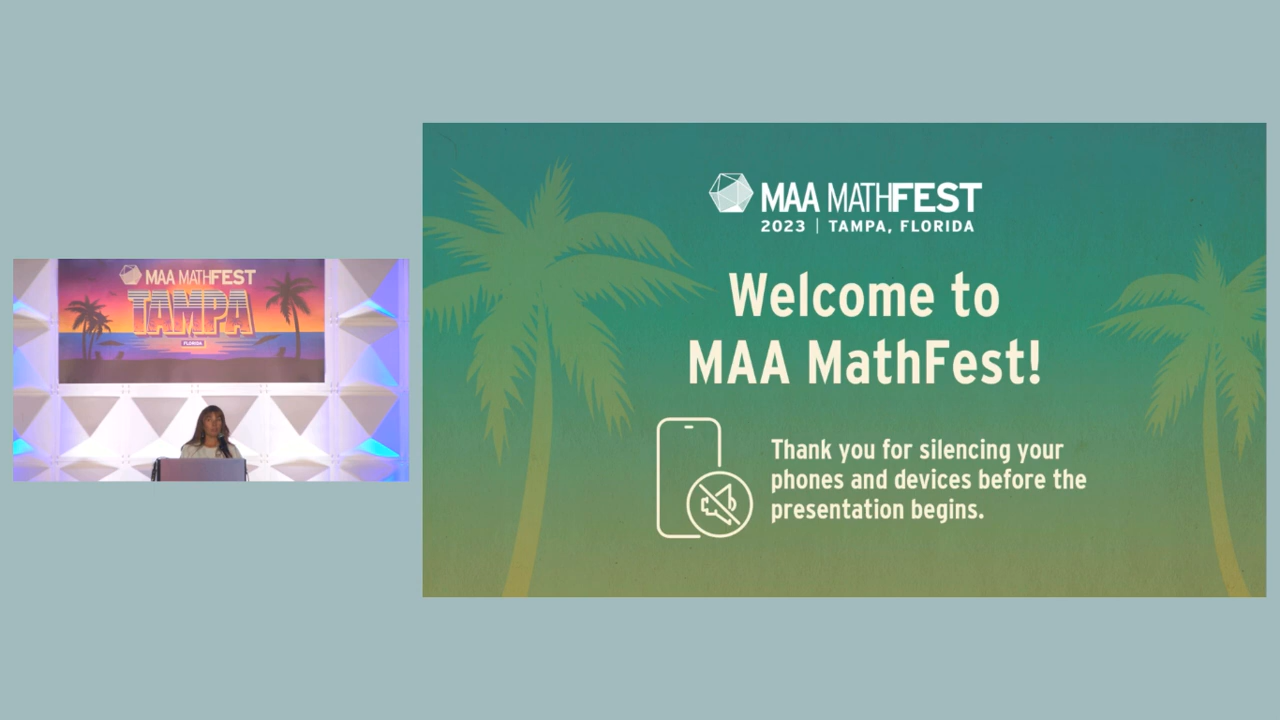 MAA MATHFEST
TAMPA
FLORIDA
MAA MATHFEST
2023 | TAMPA, FLORIDA
Welcome to
MAA MathFest!
Thank you for silencing your
phones and devices before the
presentation begins.